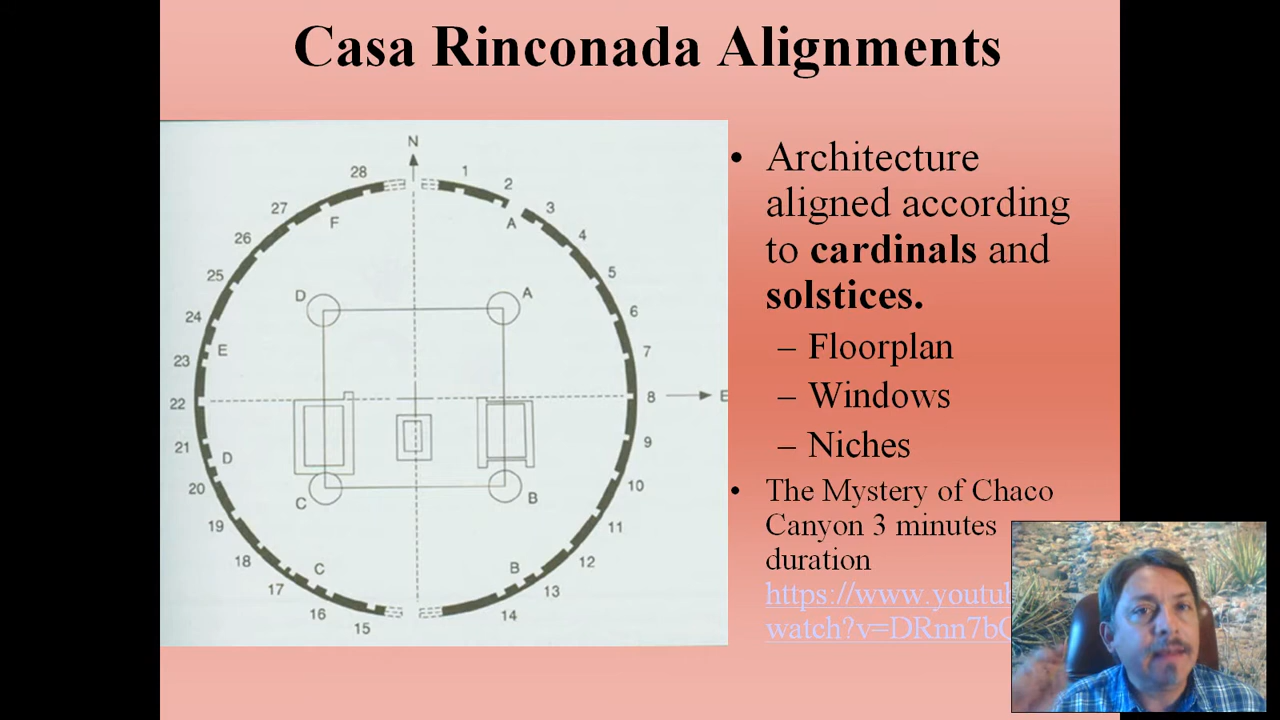 Casa Rinconada Alignments
N
28
1
2
27
3
F
A
26
4
25
5
D
A
24
6
23
E
7
22
8
E
21
9
D
20
10
C
B
19
11
18
12
C
B
17
13
16
14
15
• Architecture
aligned according
to cardinals and
solstices.
– Floorplan
– Windows
– Niches
• The Mystery of Chaco
Canyon 3 minutes
duration
https://www.youtu
watch?v=DRnn7b